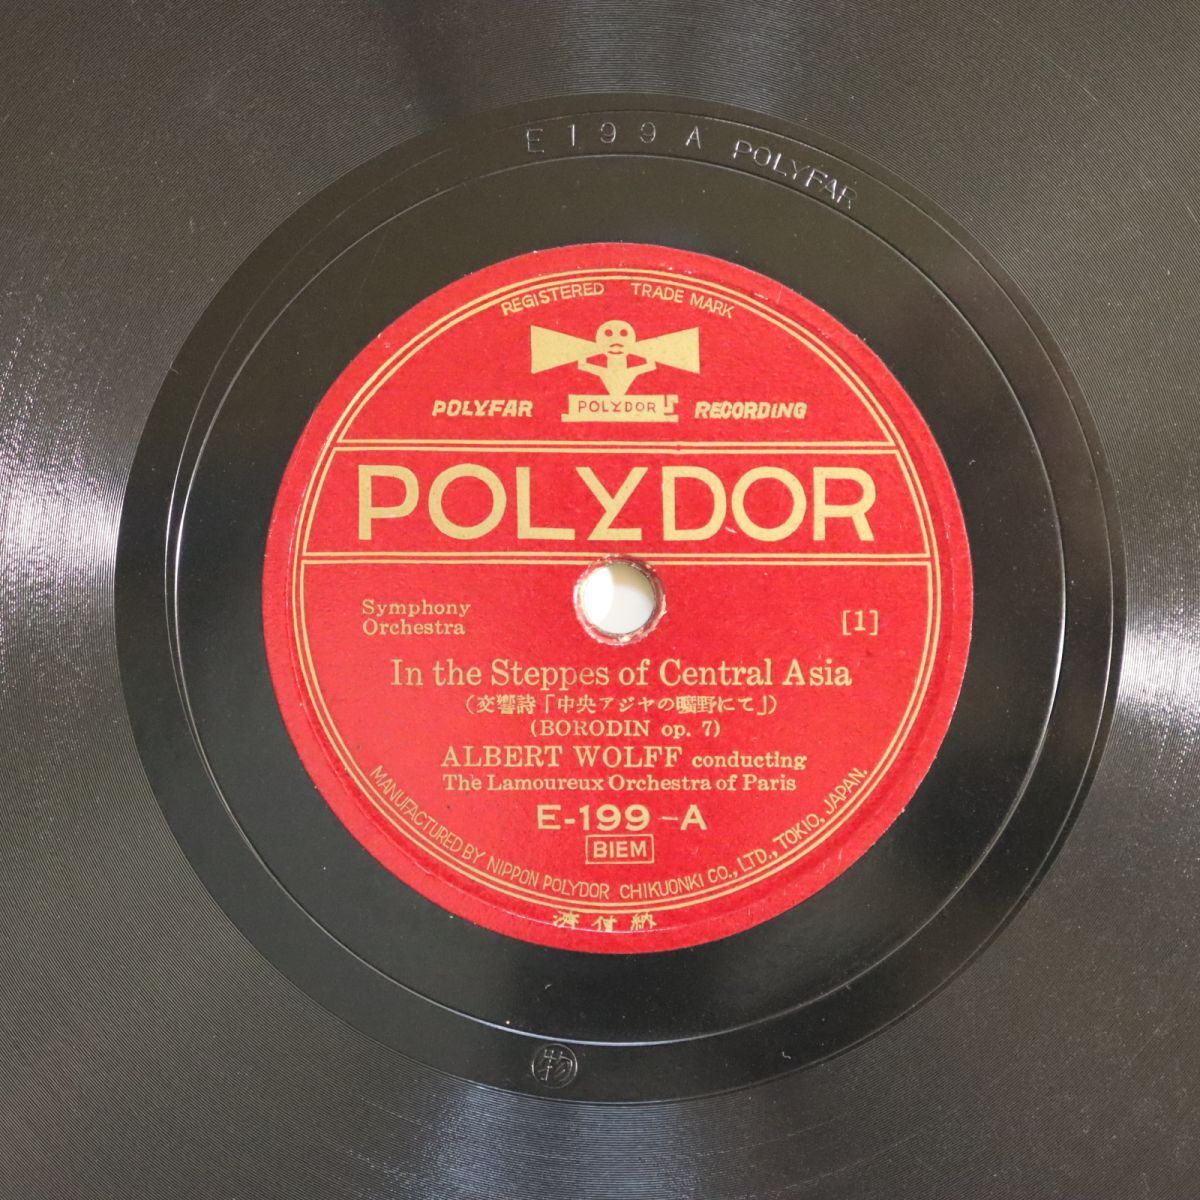 E199A POLYFAR
REGISTERED TRADE MARK
POLYFAR POLYDOR RECORDING
POLYDOR
Symphony
Orchestra
[1]
In the Steppes of Central Asia
(交響詩「中央アジヤの曠野にて」)
(BORODIN op. 7)
ALBERT WOLFF conducting
The Lamoureux Orchestra of Paris
E-199-A
BIEM
MANUFACTURED BY NIPPON POLYDOR CHIKUONKI CO., LTD., TOKIO, JAPAN.
濟付納
物